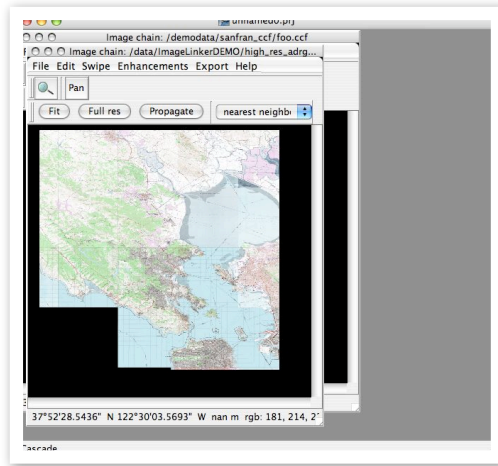 unnamed0.prj
Image chain: /demodata/sanfran_ccf/foo.ccf
Image chain: /data/ImageLinkerDEMO/high_res_adrg...
File Edit Swipe Enhancements Export Help
Pan
Fit Full res Propagate nearest neighb
37°52'28.5436" N 122°30'03.5693" W nan m rgb: 181, 214, 2
Cascade